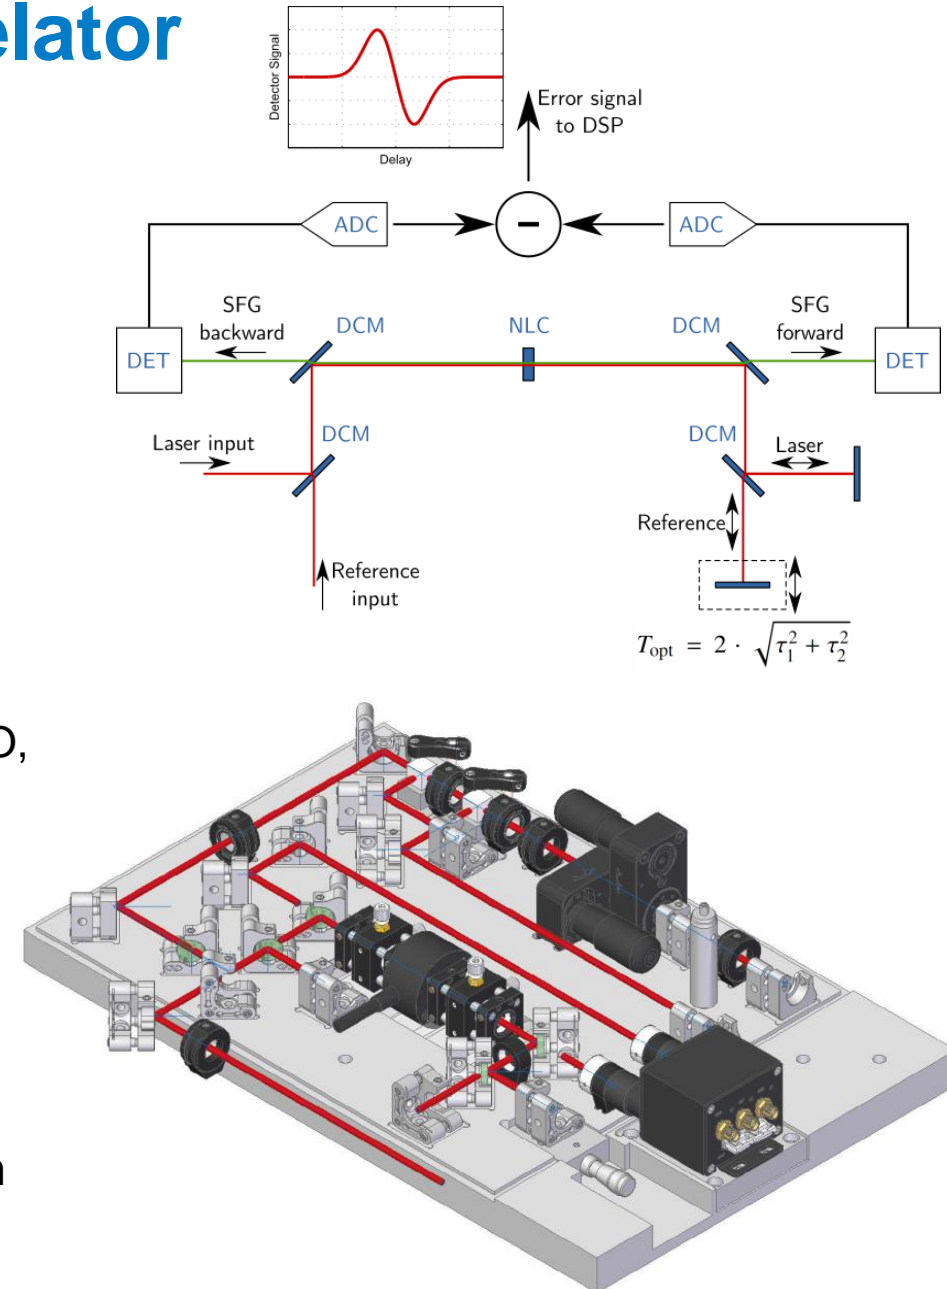 elator
Detector Signal
Delay
Error signal
to DSP
ADC
-
ADC
SFG
backward
DCM
NLC
DCM
SFG
forward
DET
DET
Laser input
DCM
DCM
Laser
Reference
Reference
input
T_opt = 2 · √(τ₁² + τ₂²)
O,
n